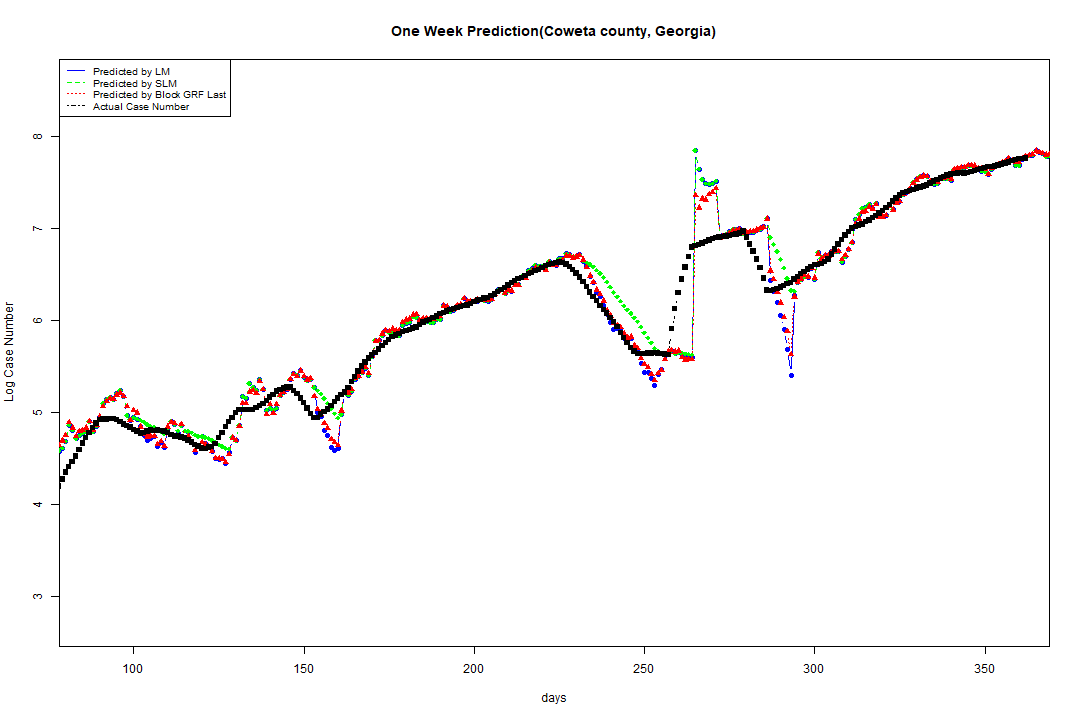 One Week Prediction(Coweta county, Georgia)
Predicted by LM
Predicted by SLM
Predicted by Block GRF Last
Actual Case Number
8
7
6
5
4
3
Log Case Number
100 150 200 250 300 350
days